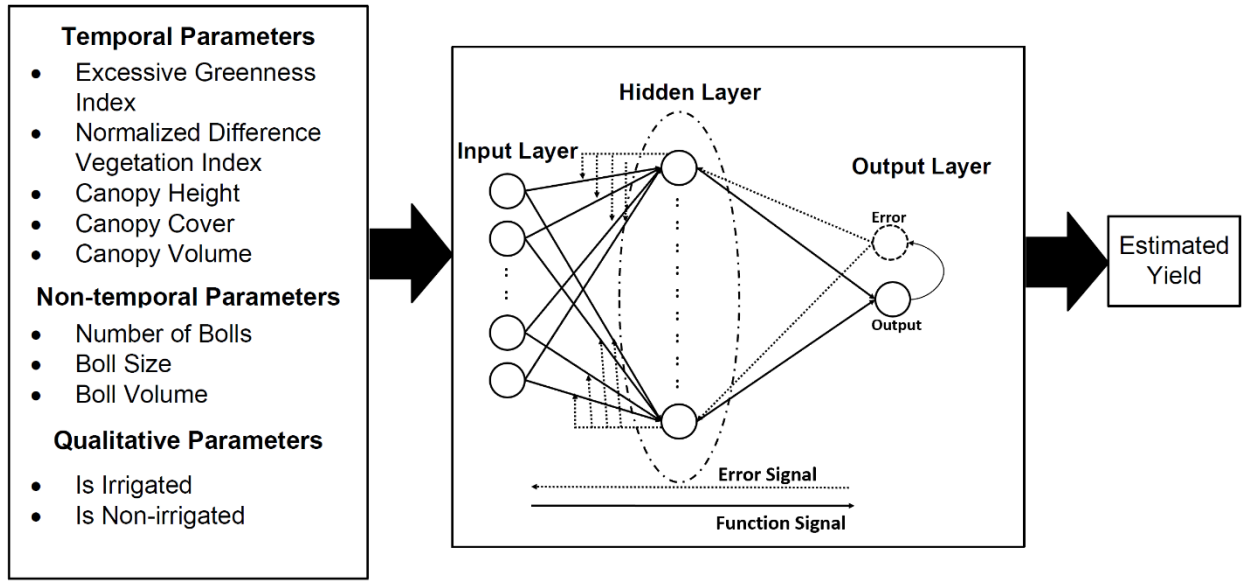 Temporal Parameters
• Excessive Greenness
Index
• Normalized Difference
Vegetation Index
• Canopy Height
• Canopy Cover
• Canopy Volume
Non-temporal Parameters
• Number of Bolls
• Boll Size
• Boll Volume
Qualitative Parameters
• Is Irrigated
• Is Non-irrigated
Hidden Layer
Input Layer
Output Layer
Error
Output
Error Signal
Function Signal
Estimated
Yield